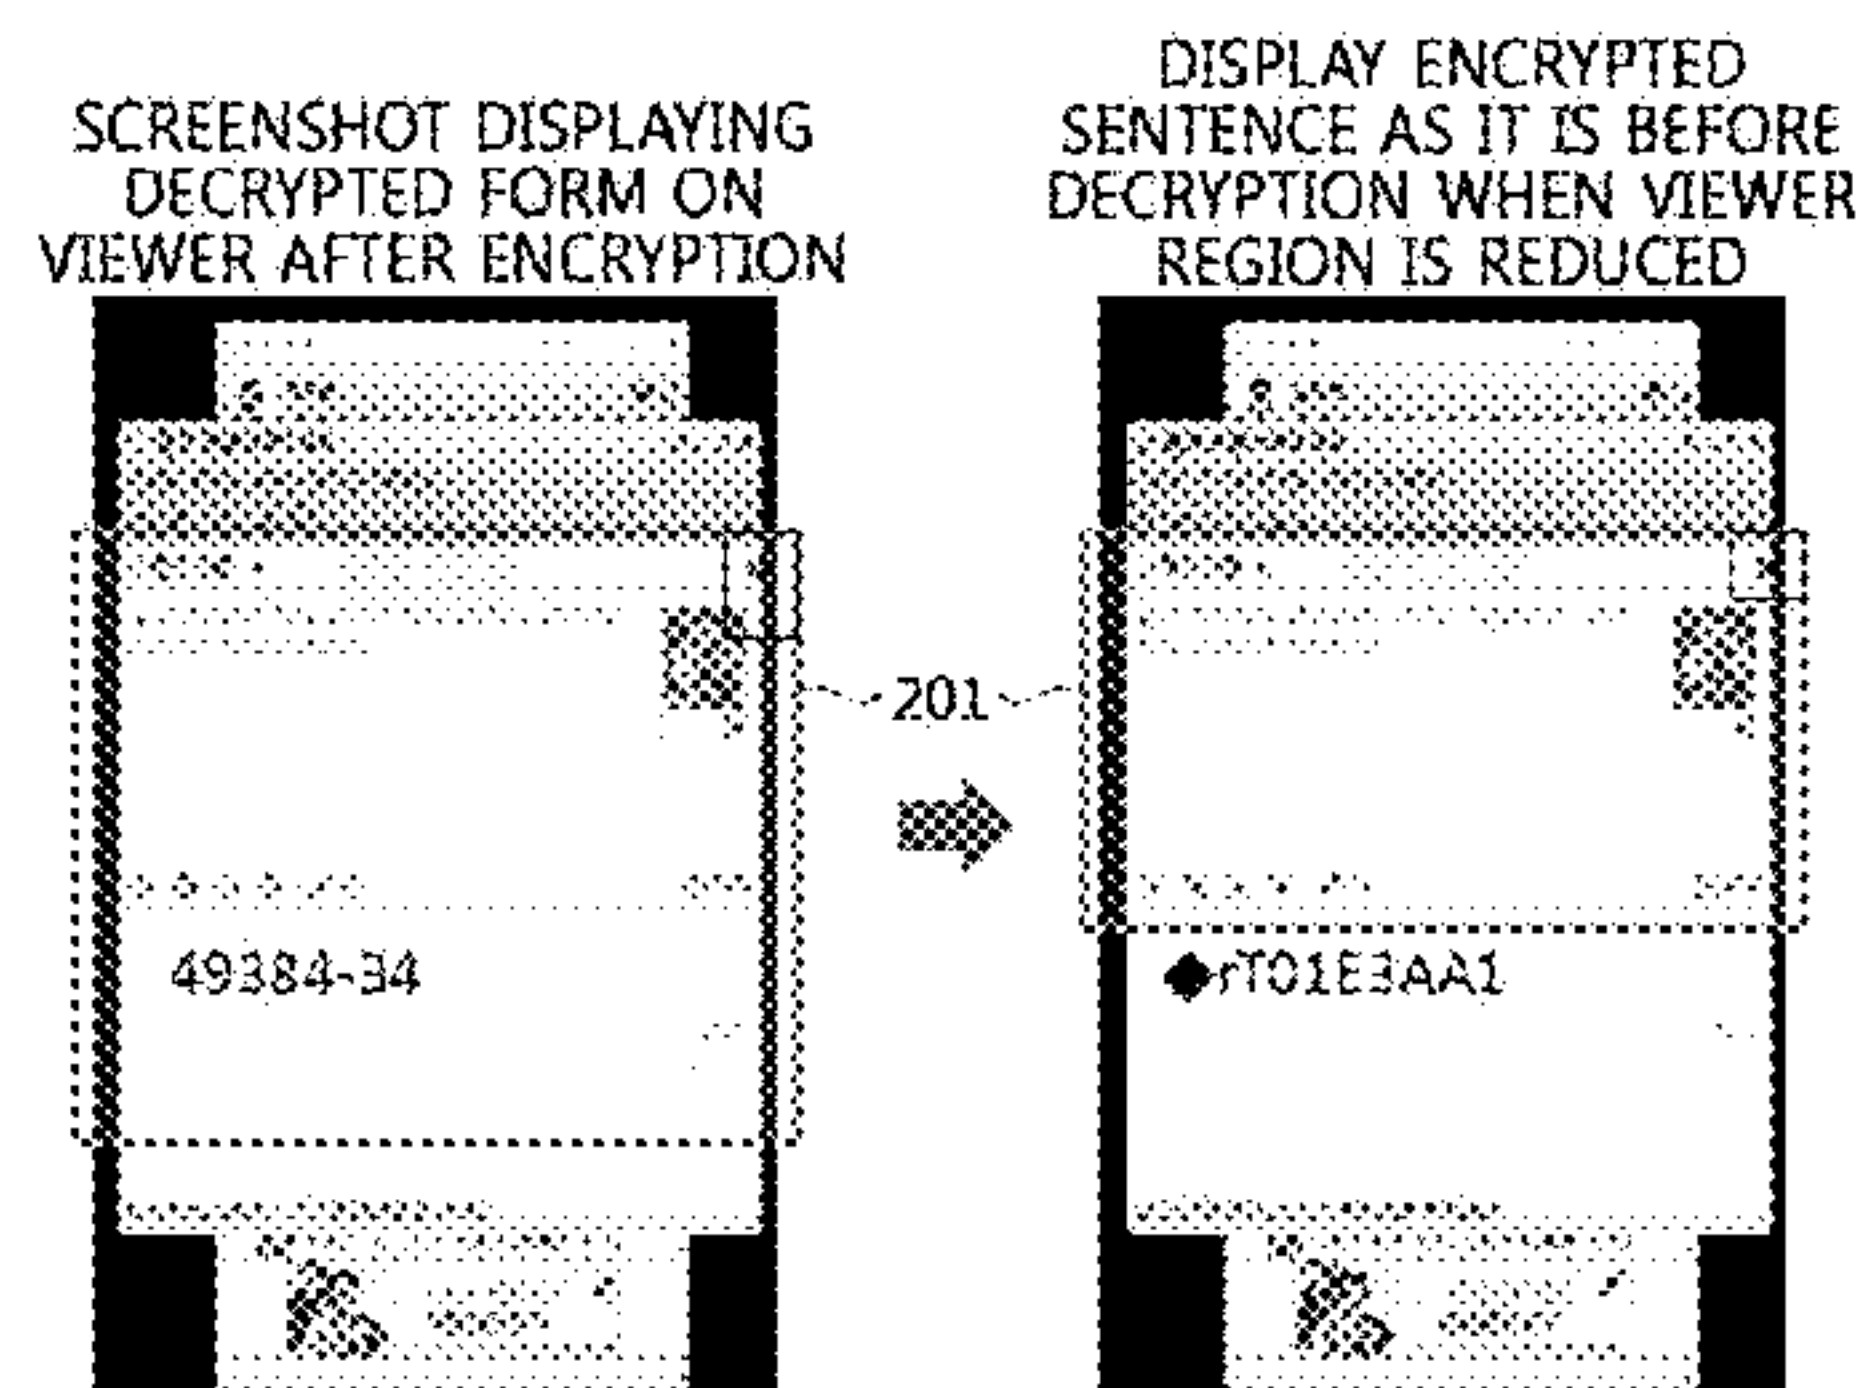 SCREENSHOT DISPLAYING
DECRYPTED FORM ON
VIEWER AFTER ENCRYPTION
DISPLAY ENCRYPTED
SENTENCE AS IT IS BEFORE
DECRYPTION WHEN VIEWER
REGION IS REDUCED
201
49384-34
◆rT01E3AA1